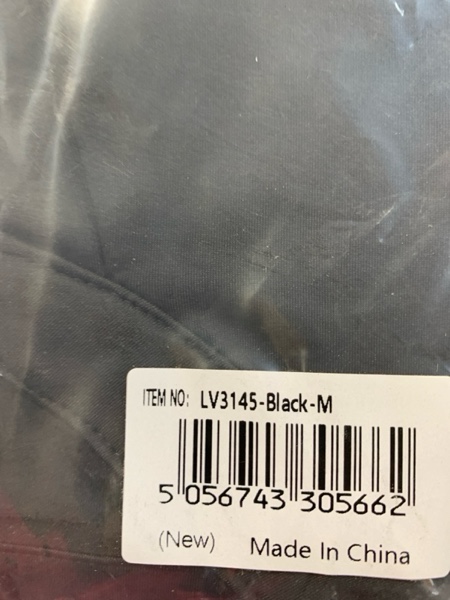 ITEM NO: LV3145-Black-M
5 056743 305662
(New) Made In China